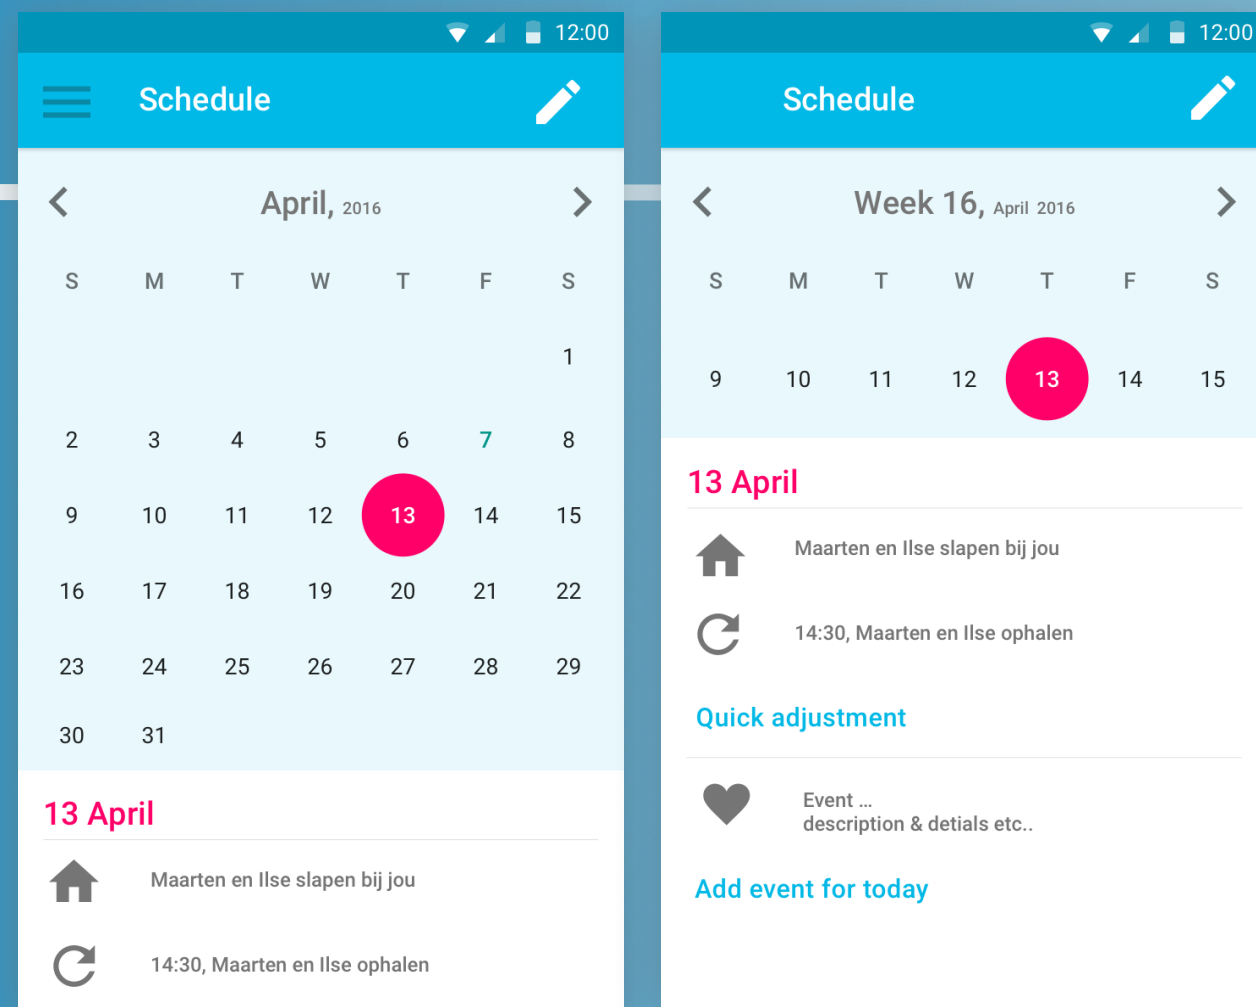 12:00
Schedule
April, 2016
S M T W T F S
1
2 3 4 5 6 7 8
9 10 11 12 13 14 15
16 17 18 19 20 21 22
23 24 25 26 27 28 29
30 31
13 April
Maarten en Ilse slapen bij jou
14:30, Maarten en Ilse ophalen
12:00
Schedule
Week 16, April 2016
S M T W T F S
9 10 11 12 13 14 15
13 April
Maarten en Ilse slapen bij jou
14:30, Maarten en Ilse ophalen
Quick adjustment
Event ...
description & detials etc..
Add event for today